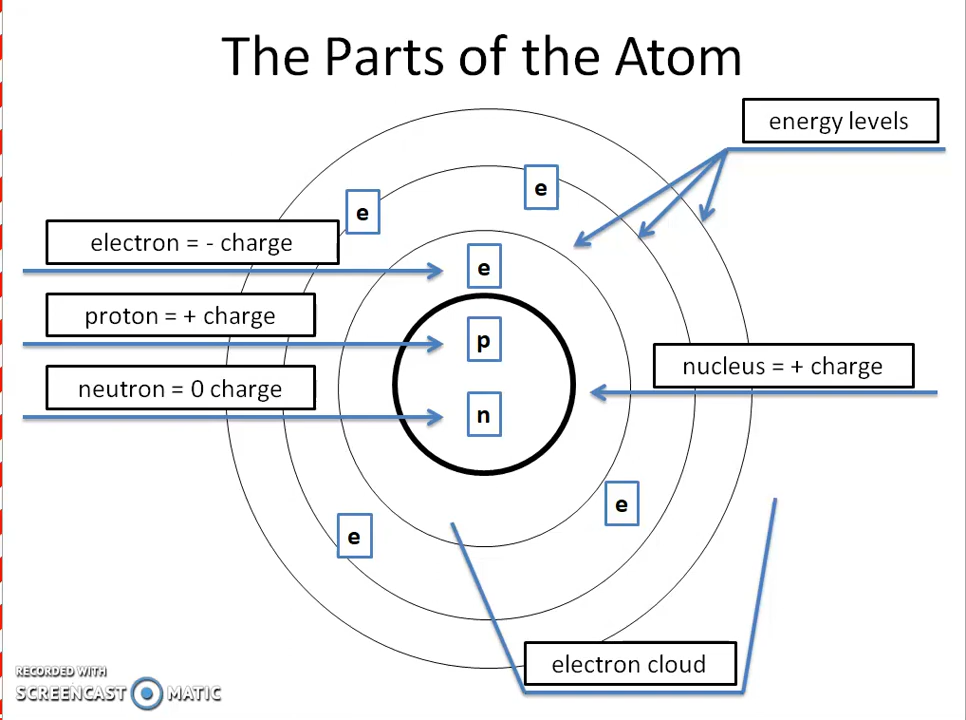 The Parts of the Atom
energy levels
e
e
electron = - charge
e
proton = + charge
p
nucleus = + charge
neutron = 0 charge
n
e
e
electron cloud
RECORDED WITH
SCREENCAST MATIC